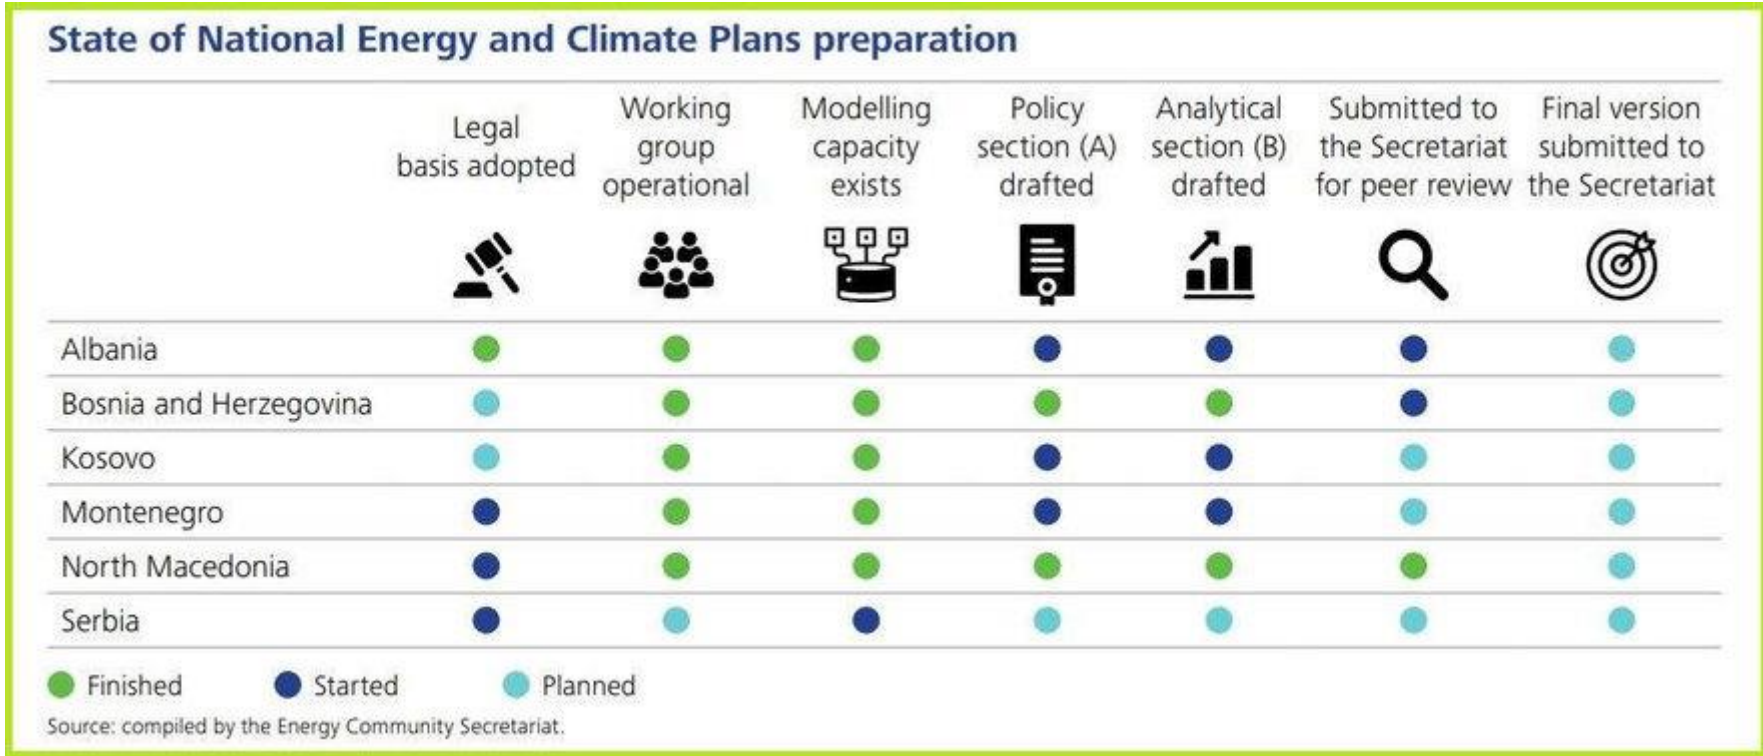 State of National Energy and Climate Plans preparation
Legal
basis adopted
Working
group
operational
Modelling
capacity
exists
Policy
section (A)
drafted
Analytical
section (B)
drafted
Submitted to
the Secretariat
for peer review
Final version
submitted to
the Secretariat
Albania
Bosnia and Herzegovina
Kosovo
Montenegro
North Macedonia
Serbia
Finished
Started
Planned
Source: compiled by the Energy Community Secretariat.